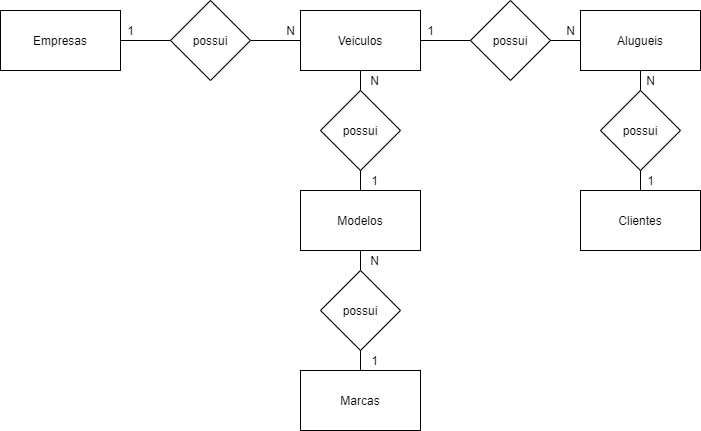 Empresas
1
possui
N
Veiculos
1
possui
N
Alugueis
N
possui
1
Modelos
N
possui
1
Clientes
N
possui
1
Marcas